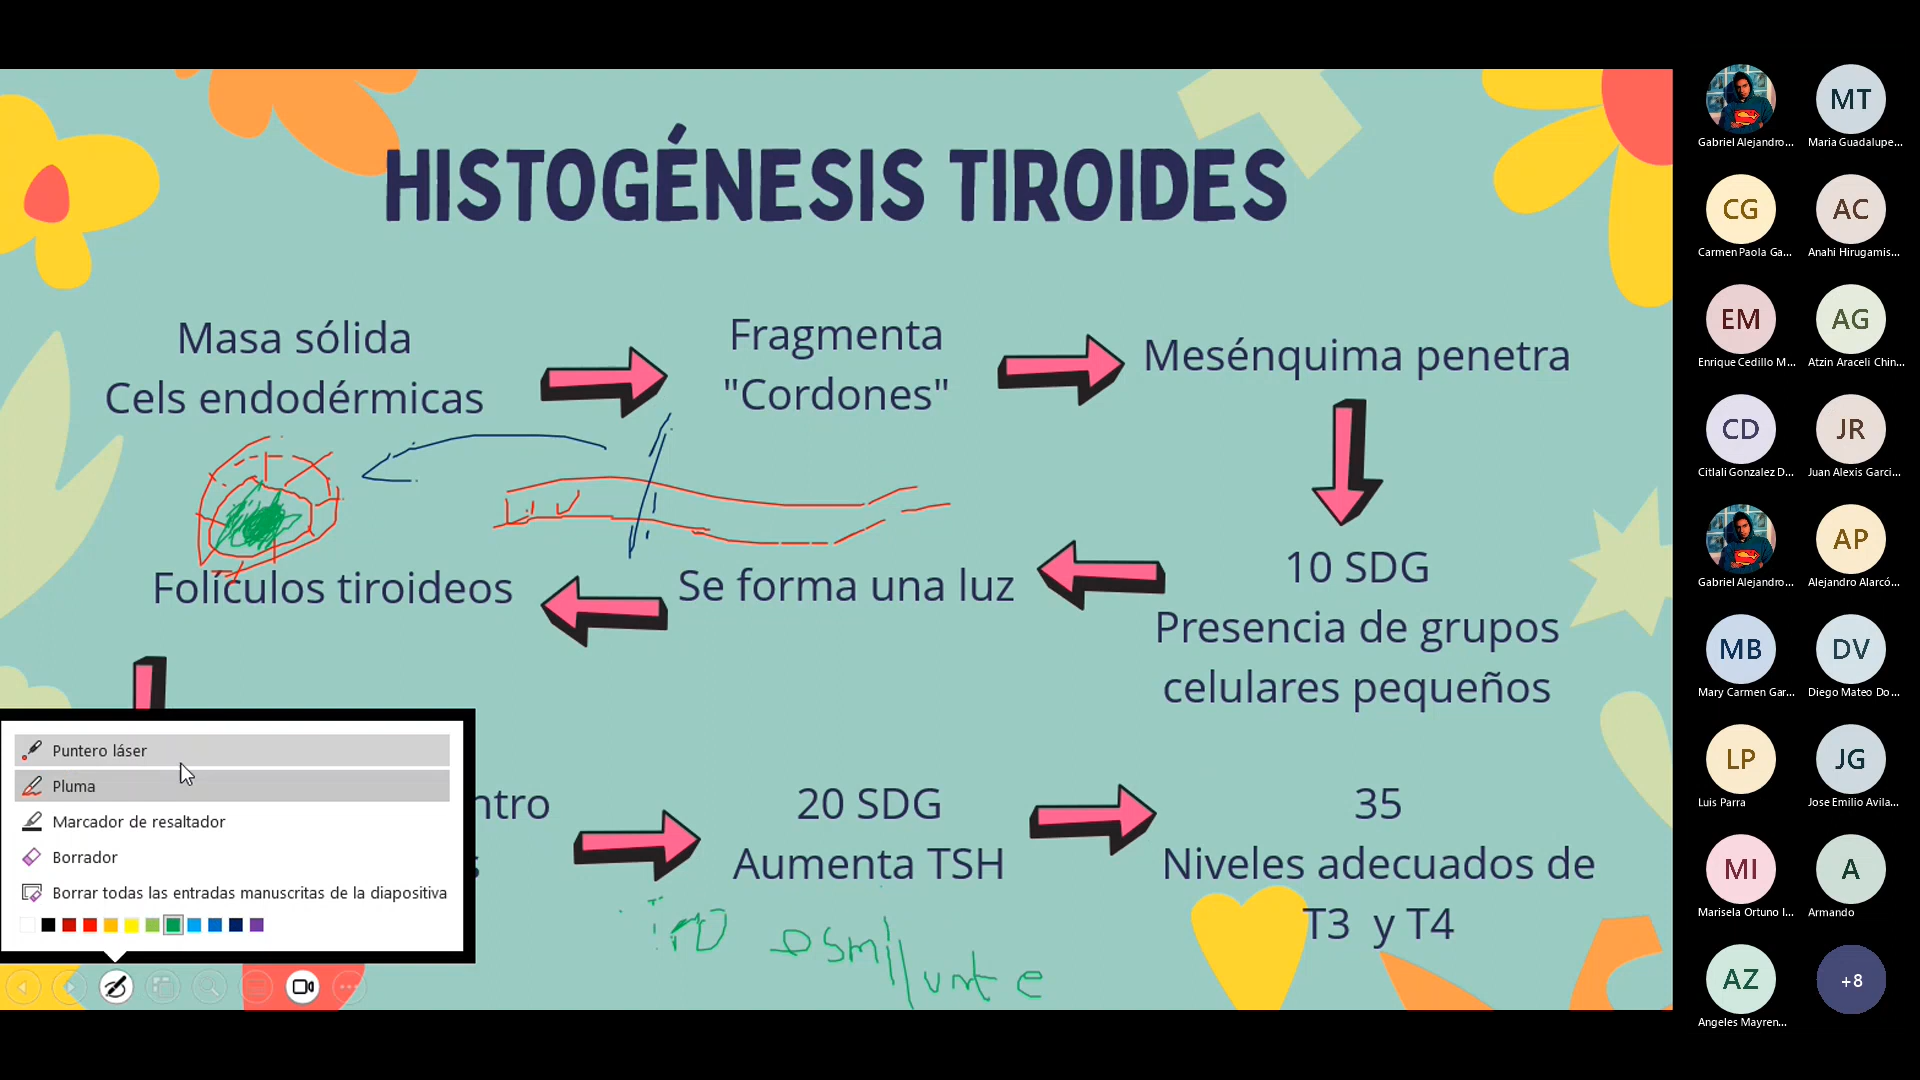 HISTOGÉNESIS TIROIDES
Masa sólida
Cels endodérmicas
Fragmenta
"Cordones"
Mesénquima penetra
10 SDG
Presencia de grupos
celulares pequeños
Se forma una luz
Folículos tiroideos
ntro
s
20 SDG
Aumenta TSH
35
Niveles adecuados de
T3 y T4
Puntero láser
Pluma
Marcador de resaltador
Borrador
Borrar todas las entradas manuscritas de la diapositiva
Gabriel Alejandro...
MT
Maria Guadalupe...
CG
Carmen Paola Ga...
AC
Anahi Hirugamis...
EM
Enrique Cedillo M...
AG
Atzin Araceli Chin...
CD
Citlali Gonzalez D...
JR
Juan Alexis Garci...
Gabriel Alejandro...
AP
Alejandro Alarcó...
MB
Mary Carmen Gar...
DV
Diego Mateo Do...
LP
Luis Parra
JG
Jose Emilio Avila...
MI
Marisela Ortuno I...
A
Armando
AZ
Angeles Mayren...
+8